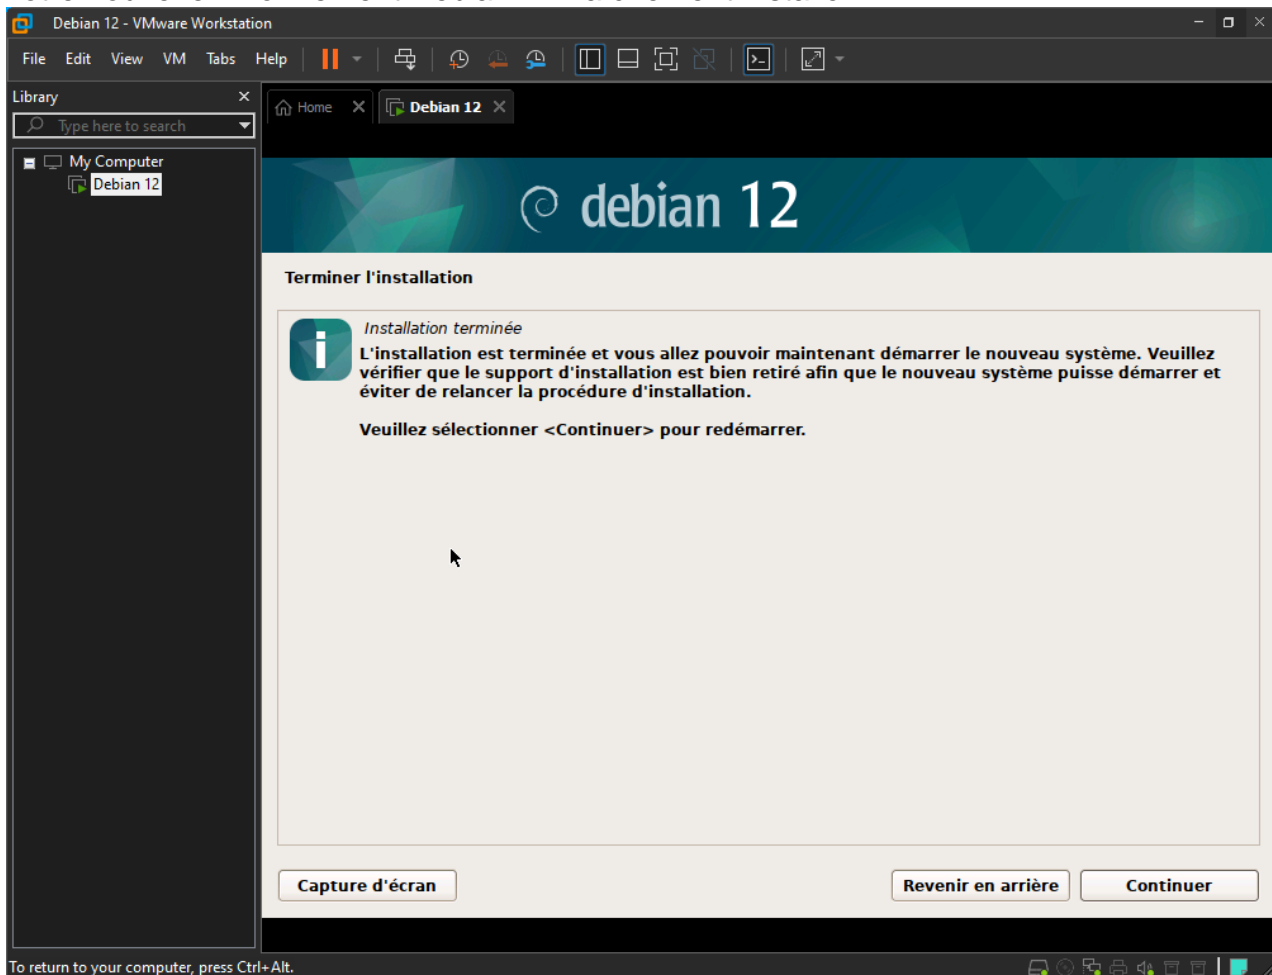 Debian 12 - VMware Workstation
File Edit View VM Tabs Help
Library
Type here to search
My Computer
Debian 12
Home
Debian 12
debian 12
Terminer l'installation
Installation terminée
L'installation est terminée et vous allez pouvoir maintenant démarrer le nouveau système. Veuillez
vérifier que le support d'installation est bien retiré afin que le nouveau système puisse démarrer et
éviter de relancer la procédure d'installation.
Veuillez sélectionner <Continuer> pour redémarrer.
Capture d'écran
Revenir en arrière
Continuer
To return to your computer, press Ctrl+Alt.